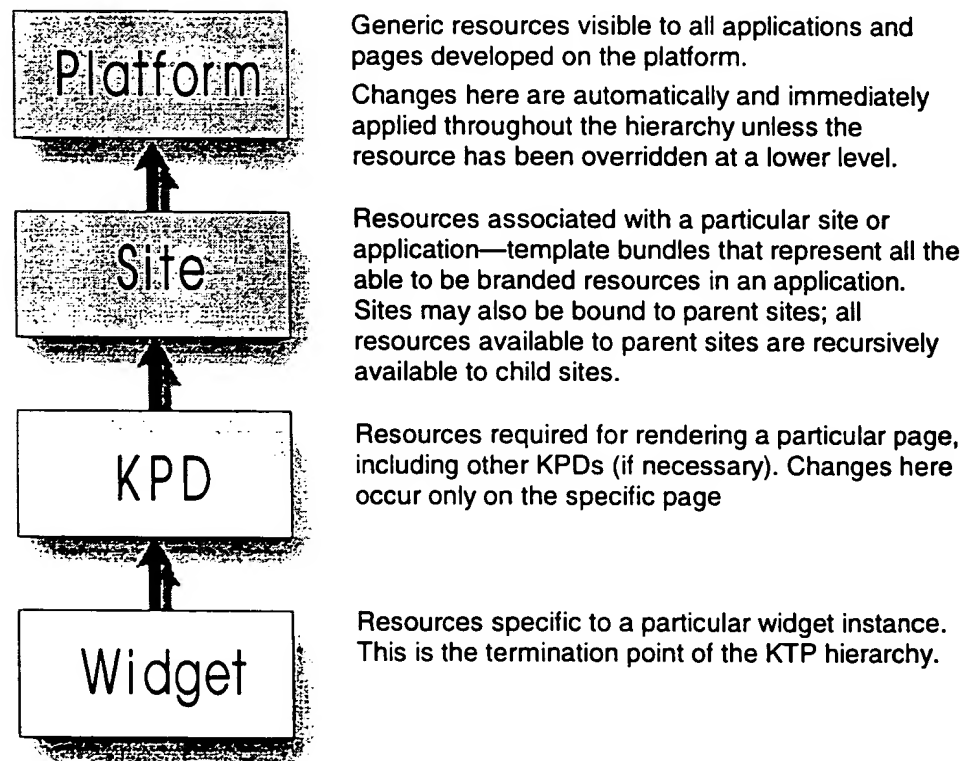 Platform
Generic resources visible to all applications and
pages developed on the platform.
Changes here are automatically and immediately
applied throughout the hierarchy unless the
resource has been overridden at a lower level.
Site
Resources associated with a particular site or
application—template bundles that represent all the
able to be branded resources in an application.
Sites may also be bound to parent sites; all
resources available to parent sites are recursively
available to child sites.
KPD
Resources required for rendering a particular page,
including other KPDs (if necessary). Changes here
occur only on the specific page
Widget
Resources specific to a particular widget instance.
This is the termination point of the KTP hierarchy.